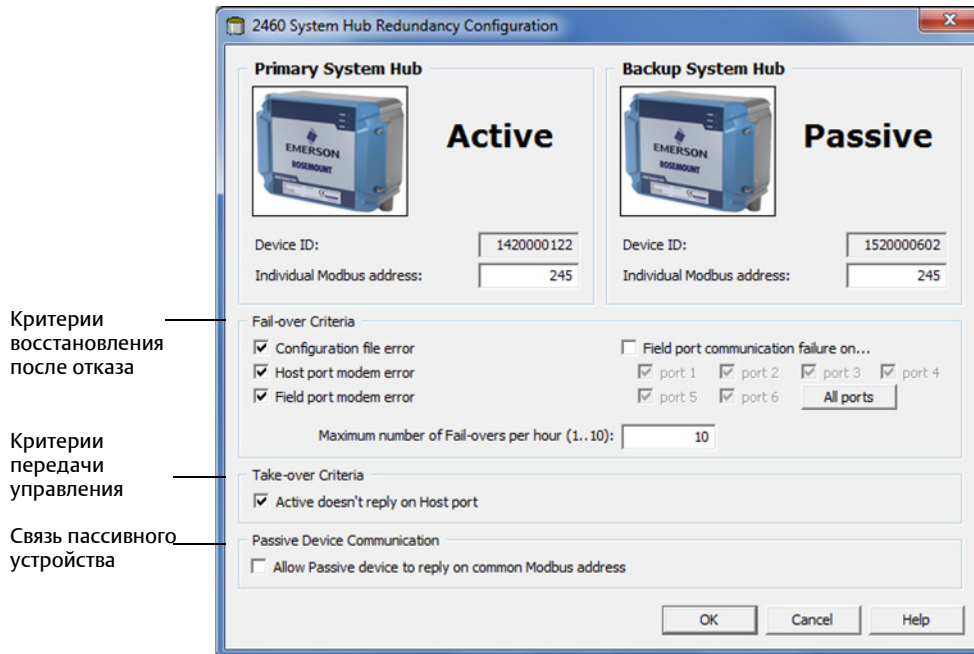 2460 System Hub Redundancy Configuration
Primary System Hub
EMERSON
ROSEMOUNT
Active
Device ID: 1420000122
Individual Modbus address: 245
Backup System Hub
EMERSON
ROSEMOUNT
Passive
Device ID: 1520000602
Individual Modbus address: 245
Критерии
восстановления
после отказа
Fail-over Criteria
Configuration file error
Host port modem error
Field port modem error
Field port communication failure on...
port 1 port 2 port 3 port 4
port 5 port 6 All ports
Maximum number of Fail-overs per hour (1..10): 10
Критерии
передачи
управления
Take-over Criteria
Active doesn't reply on Host port
Связь пассивного
устройства
Passive Device Communication
Allow Passive device to reply on common Modbus address
OK Cancel Help